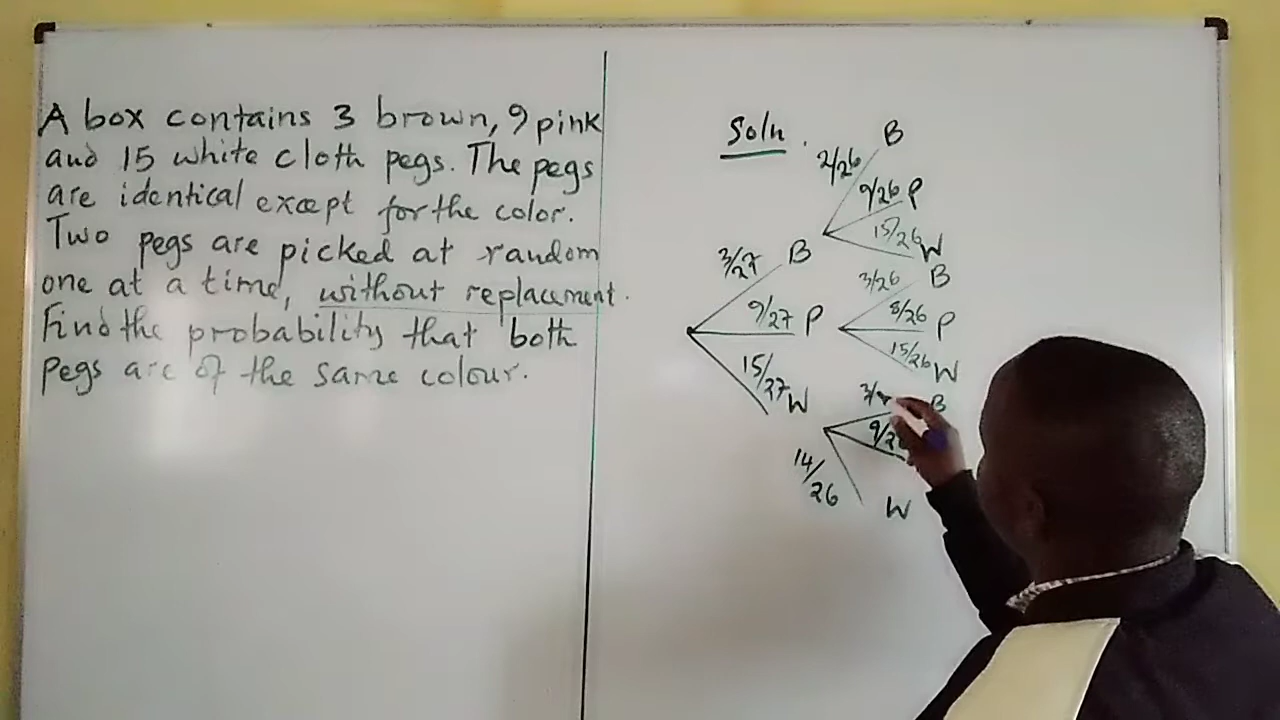 A box contains 3 brown, 9 pink
and 15 white cloth pegs. The pegs
are identical except for the color.
Two pegs are picked at random
one at a time, without replacement.
Find the probability that both
pegs are of the same colour.
Soln.
B
2/26
9/26 P
15/26 W
3/27 B
3/26 B
9/27 P
8/26 P
15/26 W
15/27 W
B
14/26
W